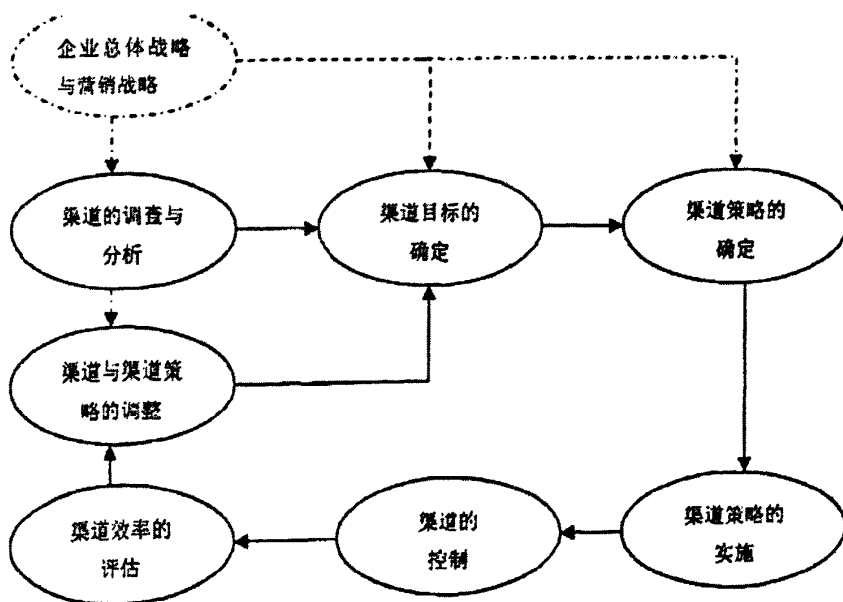 企业总体战略
与营销战略
渠道的调查与
分析
渠道目标的
确定
渠道策略的
确定
渠道与渠道策
略的调整
渠道效率的
评估
渠道的
控制
渠道策略的
实施